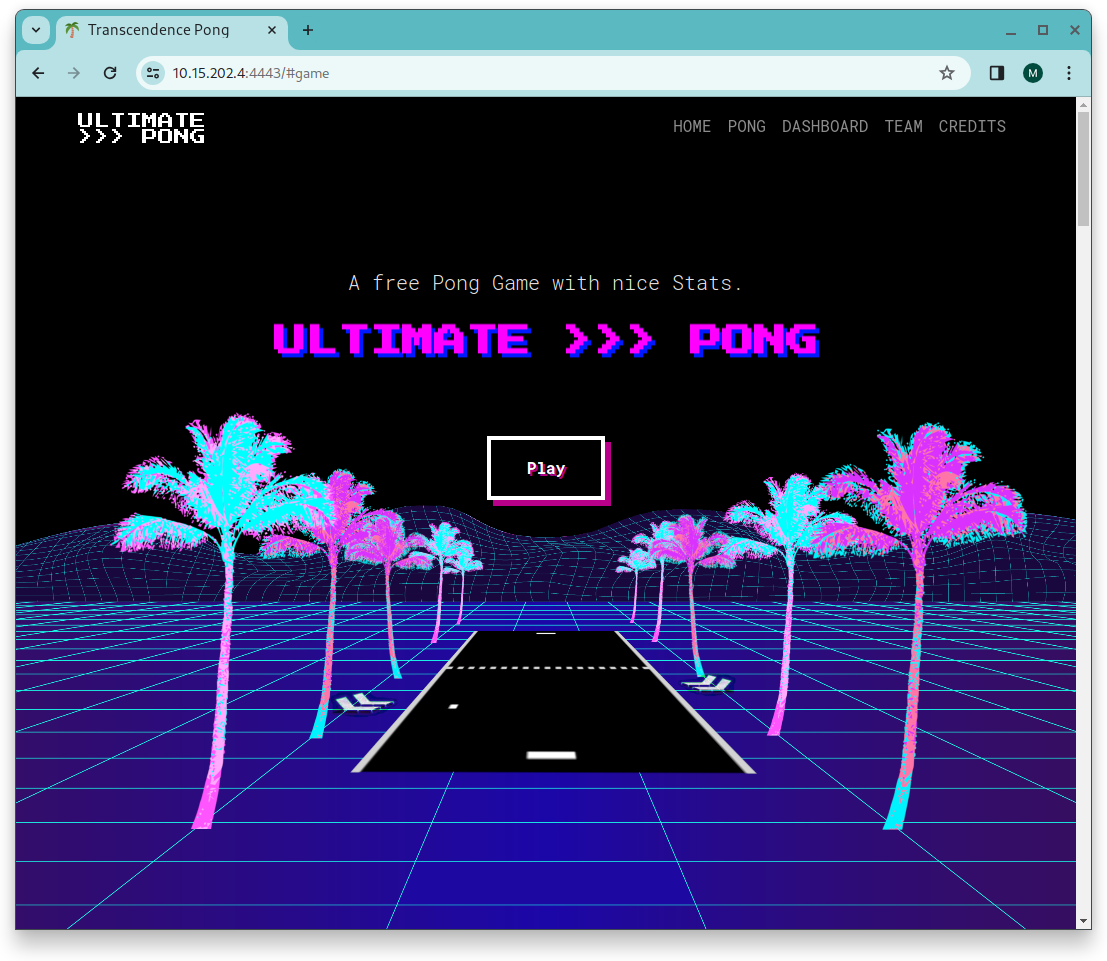 Transcendence Pong
10.15.202.4:4443/#game
M
ULTIMATE
>>> PONG
HOME PONG DASHBOARD TEAM CREDITS
A free Pong Game with nice Stats.
ULTIMATE >>> PONG
Play